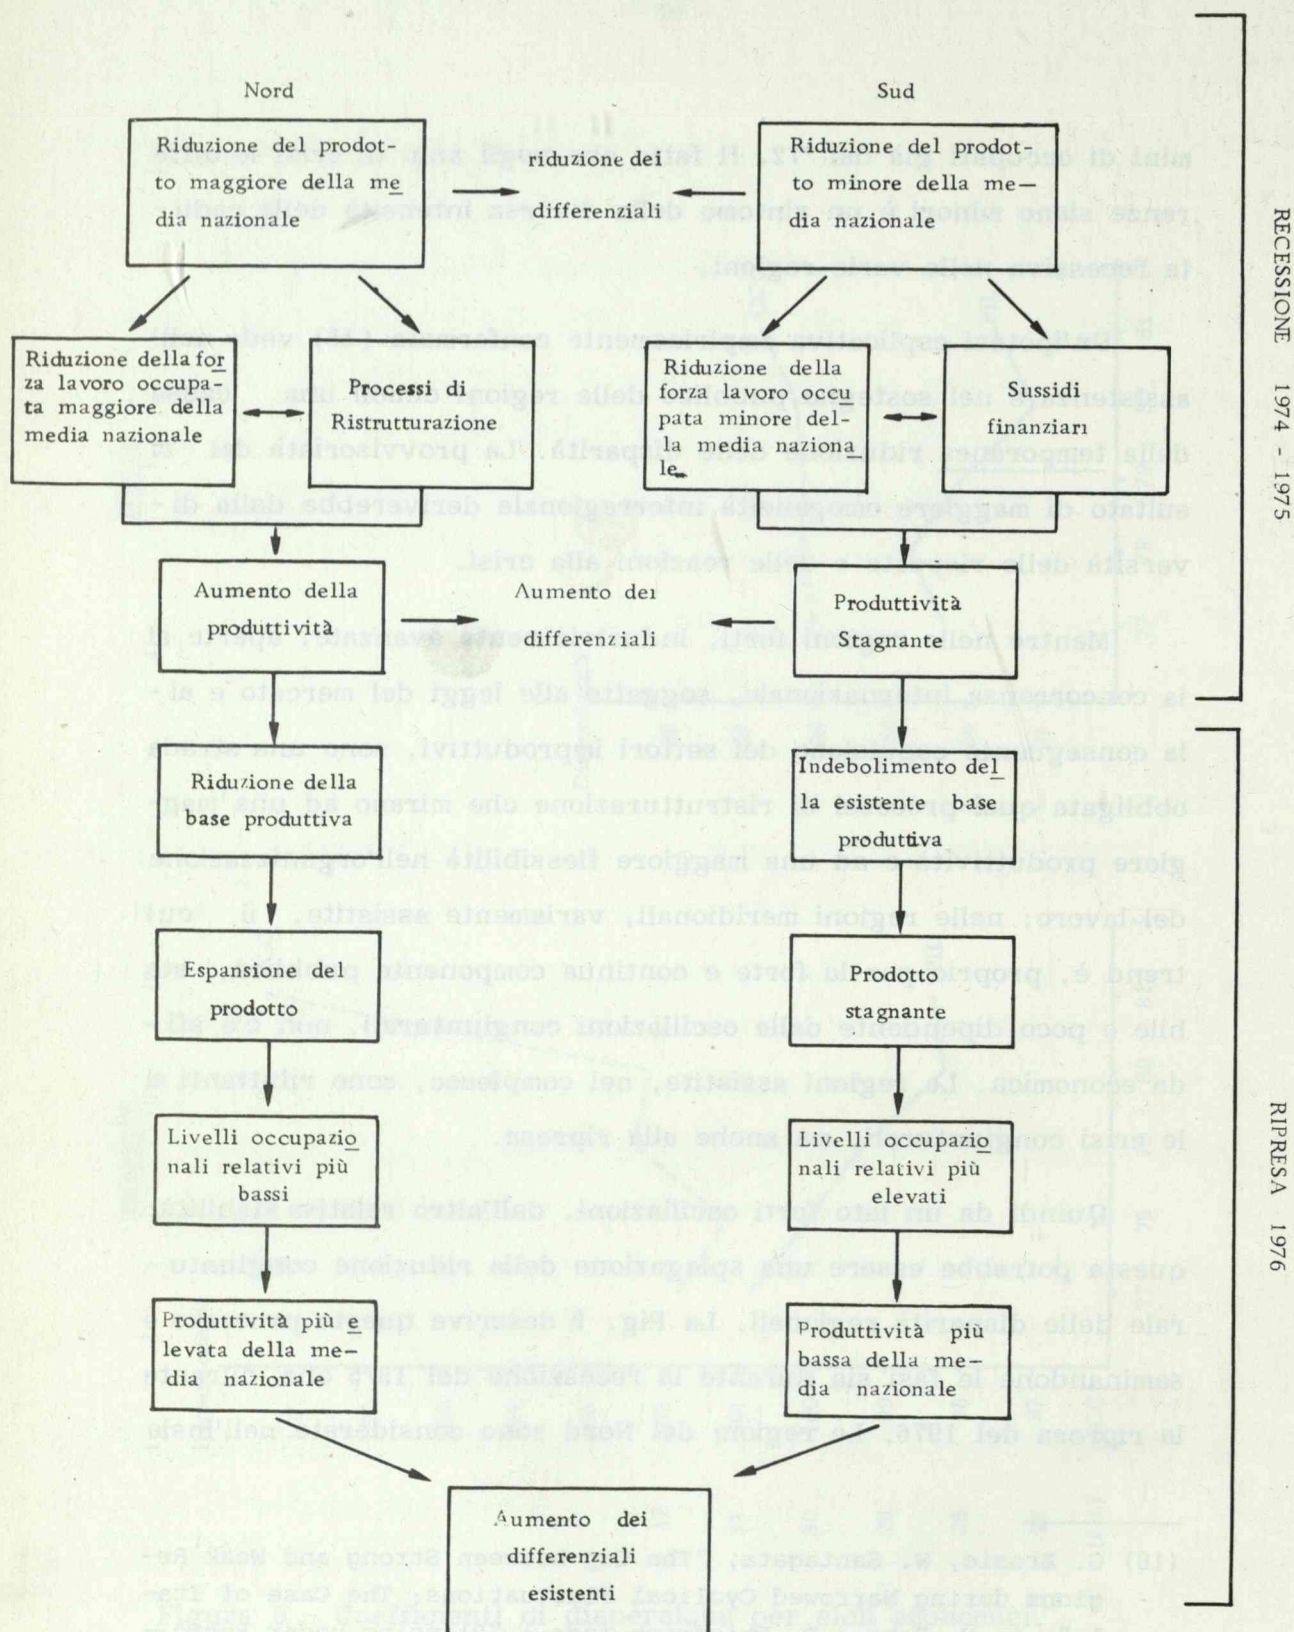 Nord
Sud
Riduzione del prodot-
to maggiore della me
dia nazionale
riduzione dei
differenziali
Riduzione del prodot-
to minore della me-
dia nazionale
Riduzione della for
za lavoro occupa-
ta maggiore della
media nazionale
Processi di
Ristrutturazione
Riduzione della
forza lavoro occu
pata minore del-
la media naziona
le
Sussidi
finanziari
Aumento della
produttività
Aumento dei
differenziali
Produttività
Stagnante
RECESSIONE 1974 - 1975
Riduzione della
base produttiva
Indebolimento del
la esistente base
produttiva
Espansione del
prodotto
Prodotto
stagnante
Livelli occupazio
nali relativi più
bassi
Livelli occupazio
nali relativi più
elevati
Produttività più e
levata della me-
dia nazionale
Produttività più
bassa della me-
dia nazionale
Aumento dei
differenziali
esistenti
RIPRESA 1976